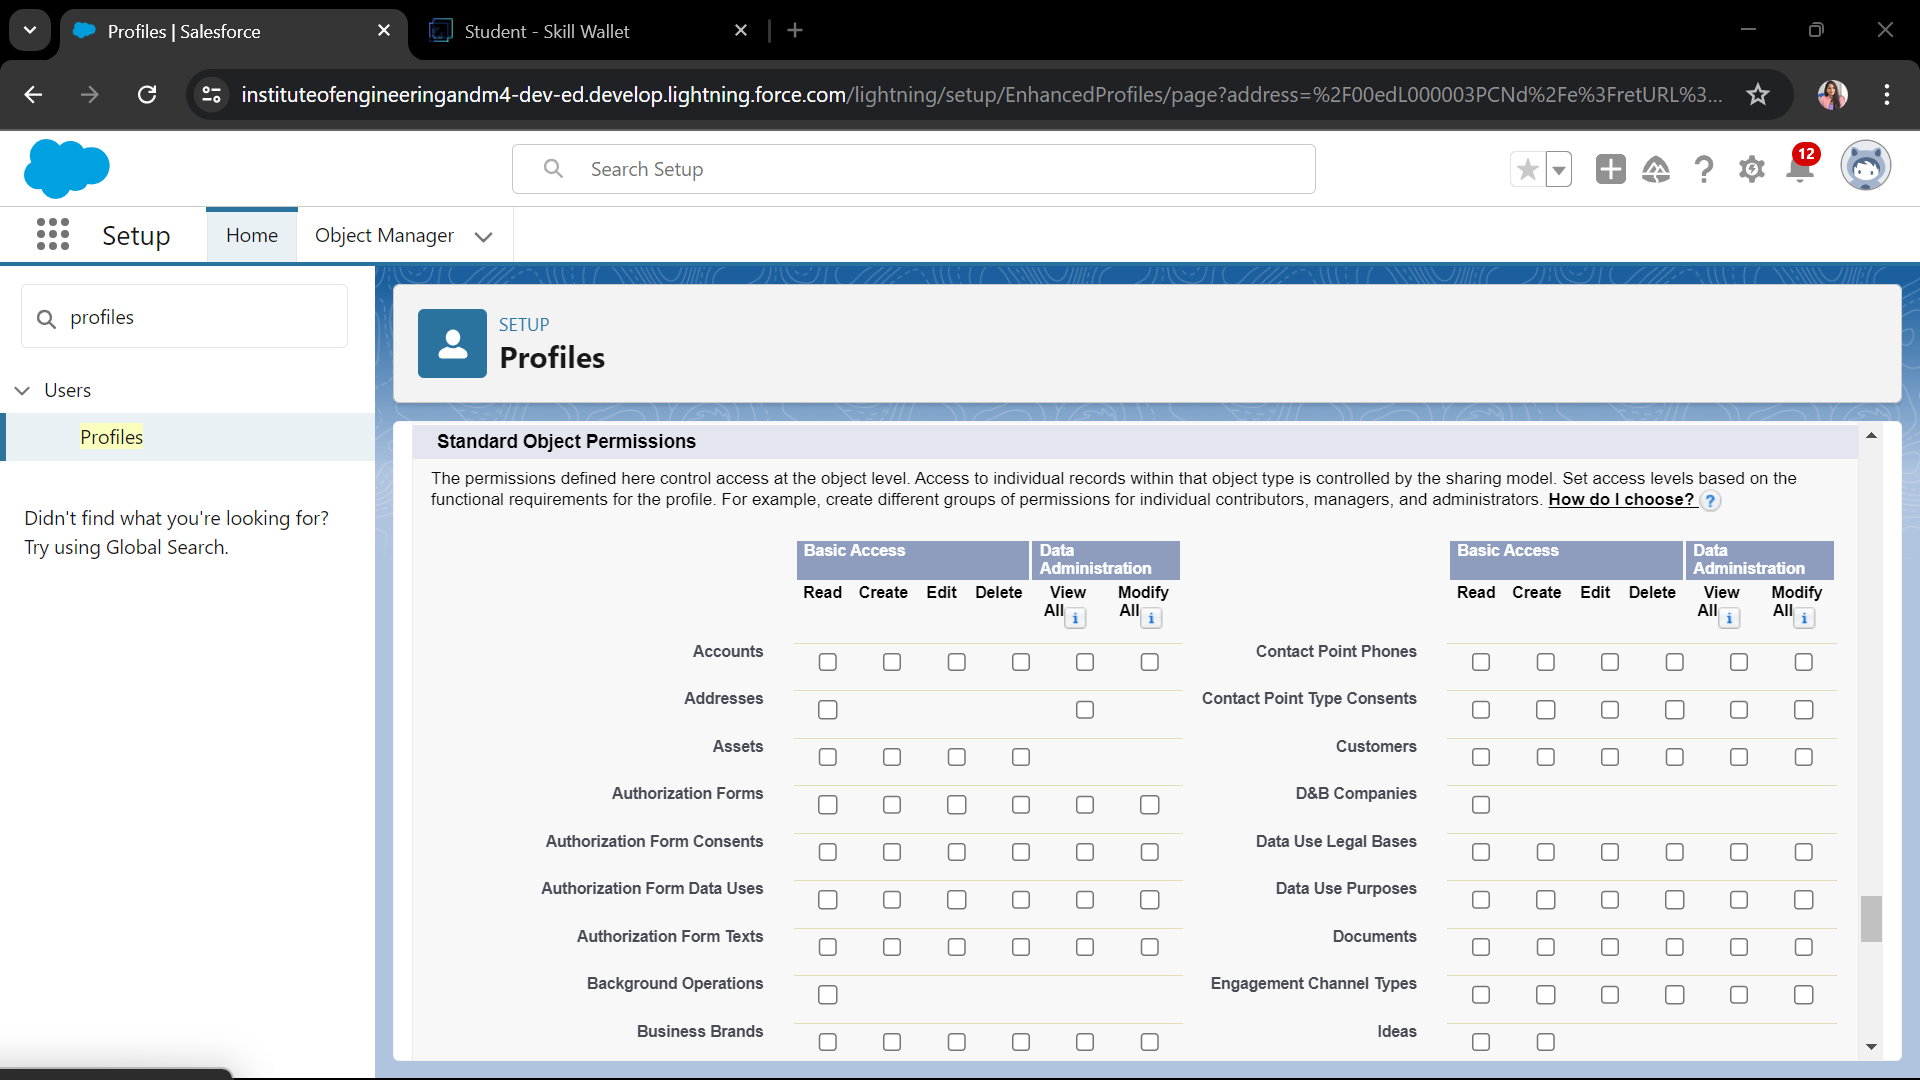 Profiles | Salesforce
Student - Skill Wallet
instituteofengineeringandm4-dev-ed.develop.lightning.force.com/lightning/setup/EnhancedProfiles/page?address=%2F00edL000003PCNd%2Fe%3FretURL%3...
Search Setup
12
Setup
Home
Object Manager
profiles
Users
Profiles
Didn't find what you're looking for?
Try using Global Search.
SETUP
Profiles
Standard Object Permissions
The permissions defined here control access at the object level. Access to individual records within that object type is controlled by the sharing model. Set access levels based on the
functional requirements for the profile. For example, create different groups of permissions for individual contributors, managers, and administrators. How do I choose? ?
Basic Access Data Administration
Read Create Edit Delete View All i Modify All i
Accounts
Addresses
Assets
Authorization Forms
Authorization Form Consents
Authorization Form Data Uses
Authorization Form Texts
Background Operations
Business Brands
Basic Access Data Administration
Read Create Edit Delete View All i Modify All i
Contact Point Phones
Contact Point Type Consents
Customers
D&B Companies
Data Use Legal Bases
Data Use Purposes
Documents
Engagement Channel Types
Ideas